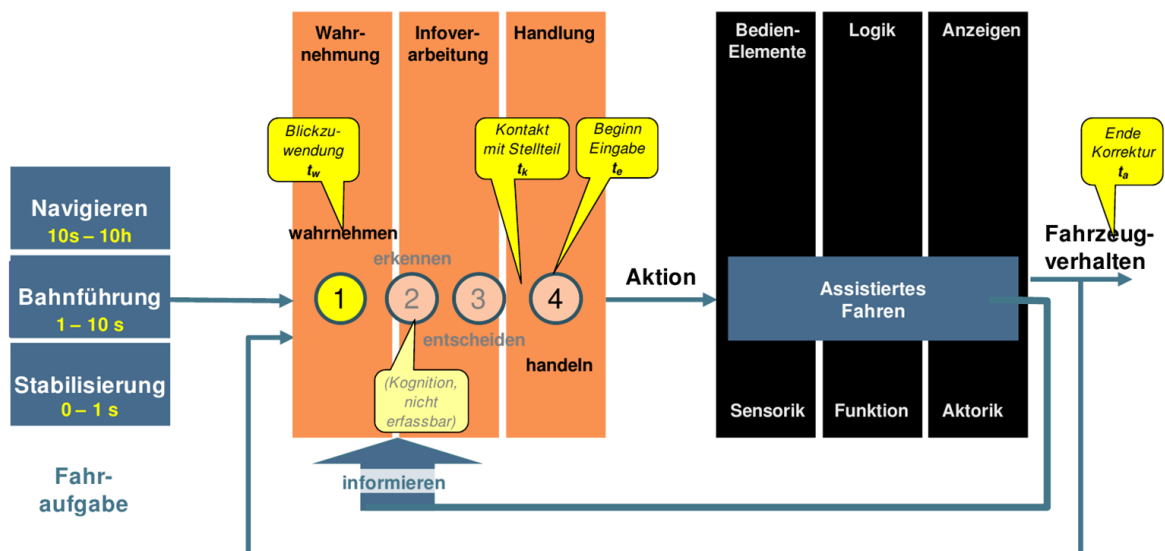 Wahr-
nehmung
Infover-
arbeitung
Handlung
Bedien-
Elemente
Logik
Anzeigen
Blickzu-
wendung
tw
Kontakt
mit Stellteil
tk
Beginn
Eingabe
te
Ende
Korrektur
ta
Navigieren
10s – 10h
Bahnführung
1 – 10 s
Stabilisierung
0 – 1 s
Fahr-
aufgabe
wahrnehmen
erkennen
1
2
3
4
entscheiden
handeln
(Kognition,
nicht
erfassbar)
Aktion
Assistiertes
Fahren
Fahrzeug-
verhalten
Sensorik
Funktion
Aktorik
informieren